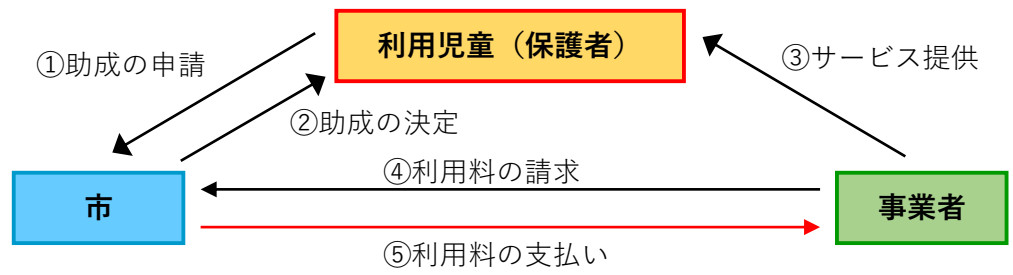 利用児童（保護者）
①助成の申請
③サービス提供
②助成の決定
④利用料の請求
市
事業者
⑤利用料の支払い